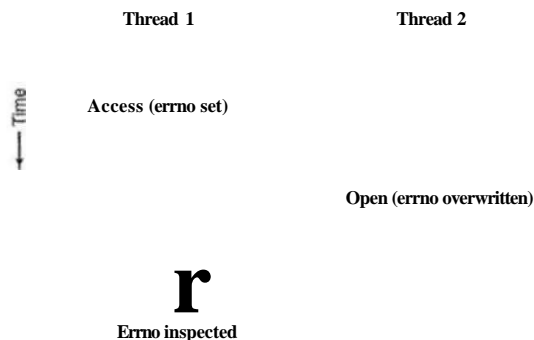 Thread 1 Thread 2
Time
Access (errno set)
Open (errno overwritten)
r
Errno inspected